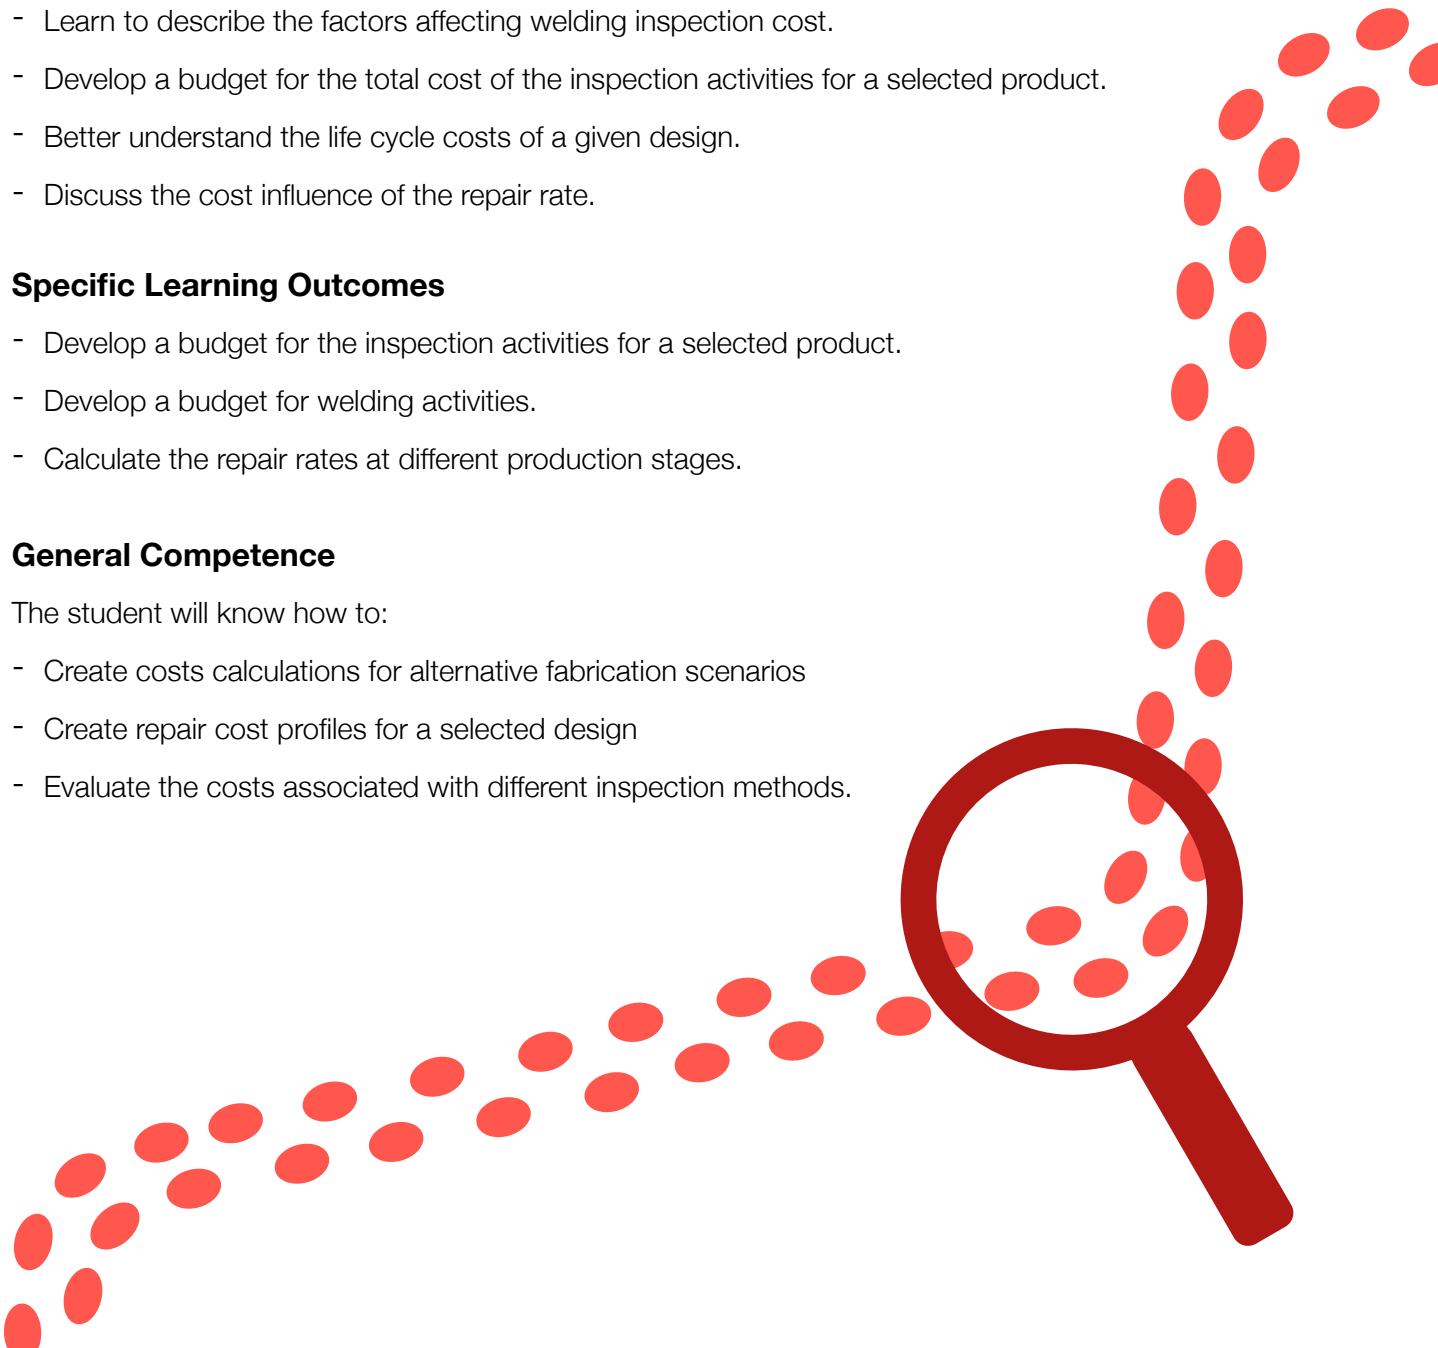 - Learn to describe the factors affecting welding inspection cost.
- Develop a budget for the total cost of the inspection activities for a selected product.
- Better understand the life cycle costs of a given design.
- Discuss the cost influence of the repair rate.
Specific Learning Outcomes
- Develop a budget for the inspection activities for a selected product.
- Develop a budget for welding activities.
- Calculate the repair rates at different production stages.
General Competence
The student will know how to:
- Create costs calculations for alternative fabrication scenarios
- Create repair cost profiles for a selected design
- Evaluate the costs associated with different inspection methods.